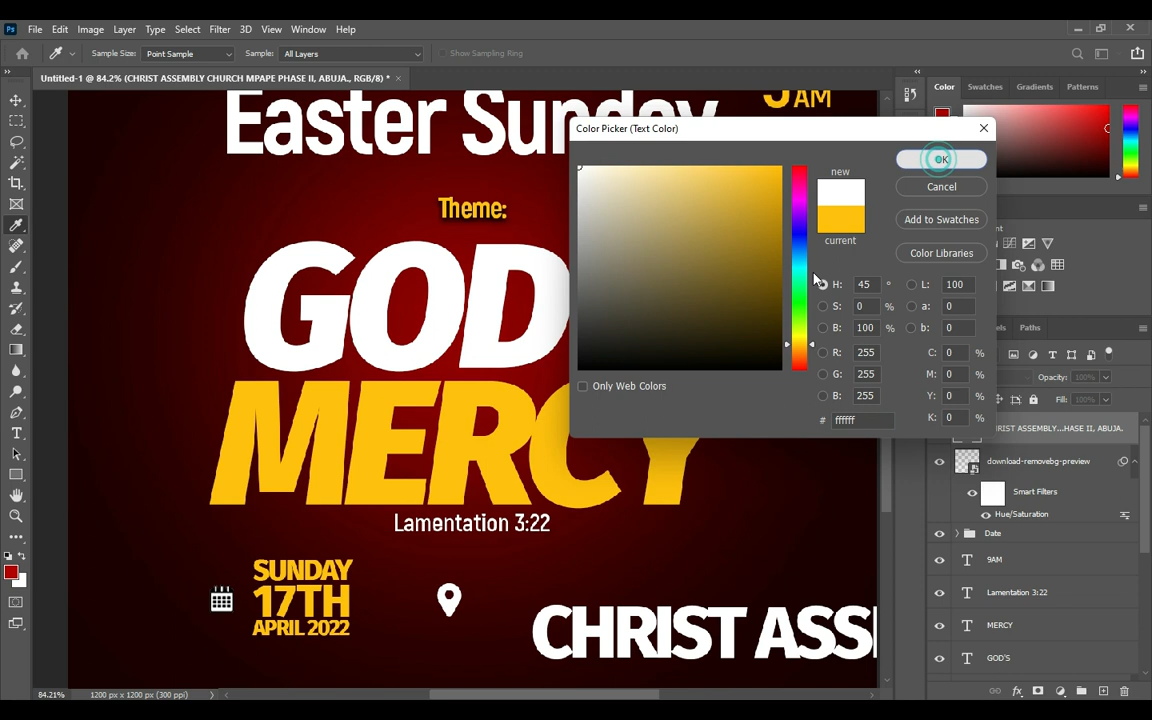 Ps File Edit Image Layer Type Select Filter 3D View Window Help
Sample Size: Point Sample Sample: All Layers Show Sampling Ring
Untitled-1 @ 84.2% (CHRIST ASSEMBLY CHURCH MPAPE PHASE II, ABUJA., RGB/8) * ×
Color Swatches Gradients Patterns
Easter Sunday
9AM
Theme:
GOD'S
MERCY
Lamentation 3:22
SUNDAY
17TH
APRIL 2022
CHRIST ASS
Color Picker (Text Color)
new
current
OK
Cancel
Add to Swatches
Color Libraries
H: 45 °
S: 0 %
B: 100 %
R: 255
G: 255
B: 255
# ffffff
L: 100
a: 0
b: 0
C: 0 %
M: 0 %
Y: 0 %
K: 0 %
Only Web Colors
Paths
Opacity: 100%
Fill: 100%
HRIST ASSEMBLY...HASE II, ABUJA.
download-removebg-preview
Smart Filters
Hue/Saturation
Date
9AM
Lamentation 3:22
MERCY
GOD'S
84.21% 1200 px x 1200 px (300 ppi)